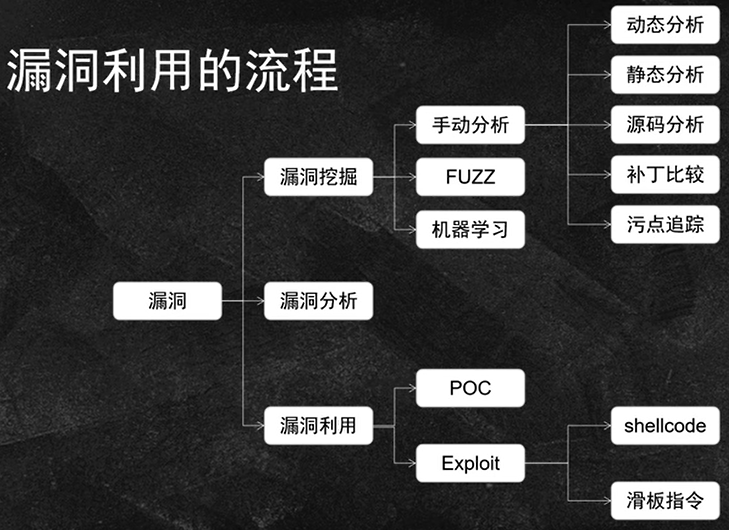 漏洞利用的流程
漏洞
漏洞挖掘
手动分析
动态分析
静态分析
源码分析
补丁比较
污点追踪
FUZZ
机器学习
漏洞分析
漏洞利用
POC
Exploit
shellcode
滑板指令